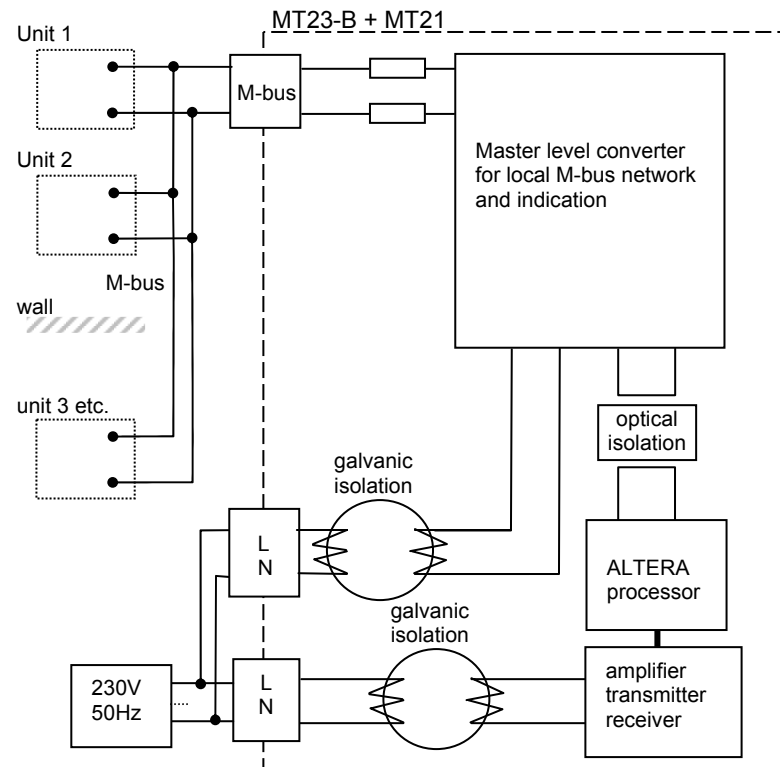 MT23-B + MT21
Unit 1
M-bus
Master level converter
for local M-bus network
and indication
Unit 2
M-bus
wall
unit 3 etc.
optical
isolation
galvanic
isolation
L
N
ALTERA
processor
galvanic
isolation
230V
50Hz
L
N
amplifier
transmitter
receiver